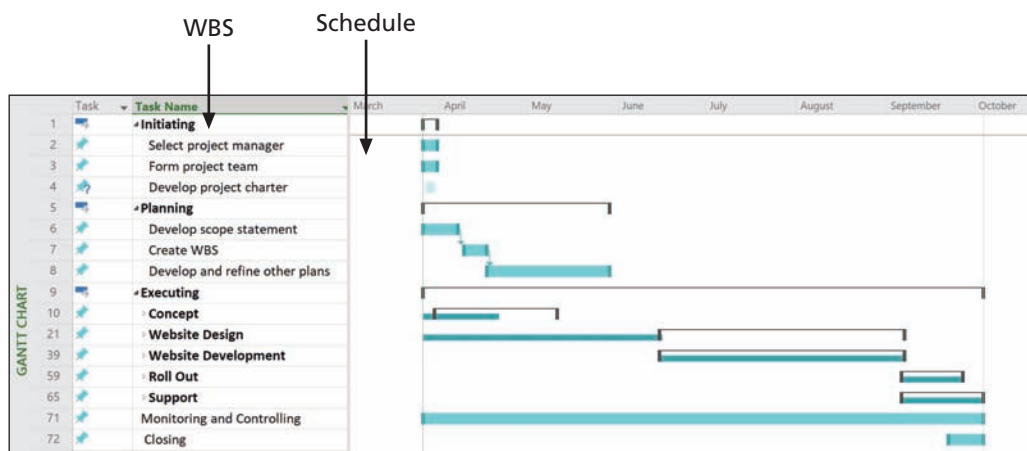 WBS
Schedule
Task Task Name March April May June July August September October
1 Initiating
2 Select project manager
3 Form project team
4 Develop project charter
5 Planning
6 Develop scope statement
7 Create WBS
8 Develop and refine other plans
9 Executing
10 Concept
21 Website Design
39 Website Development
59 Roll Out
65 Support
71 Monitoring and Controlling
72 Closing
GANTT CHART